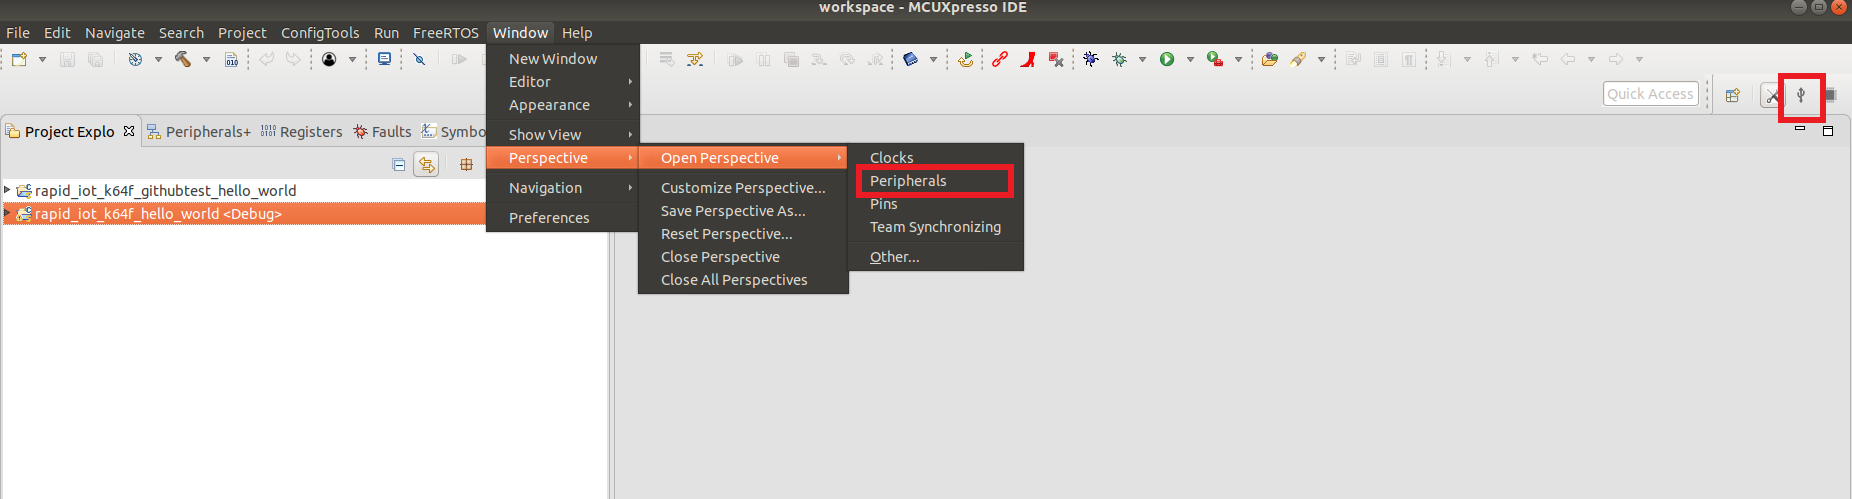 workspace - MCUXpresso IDE
File Edit Navigate Search Project ConfigTools Run FreeRTOS Window Help
New Window
Editor
Appearance
Show View
Perspective
Navigation
Preferences
Open Perspective
Customize Perspective...
Save Perspective As...
Reset Perspective...
Close Perspective
Close All Perspectives
Clocks
Peripherals
Pins
Team Synchronizing
Other...
Quick Access
Project Explo Peripherals+ Registers Faults Symbo
rapid_iot_k64f_githubtest_hello_world
rapid_iot_k64f_hello_world <Debug>